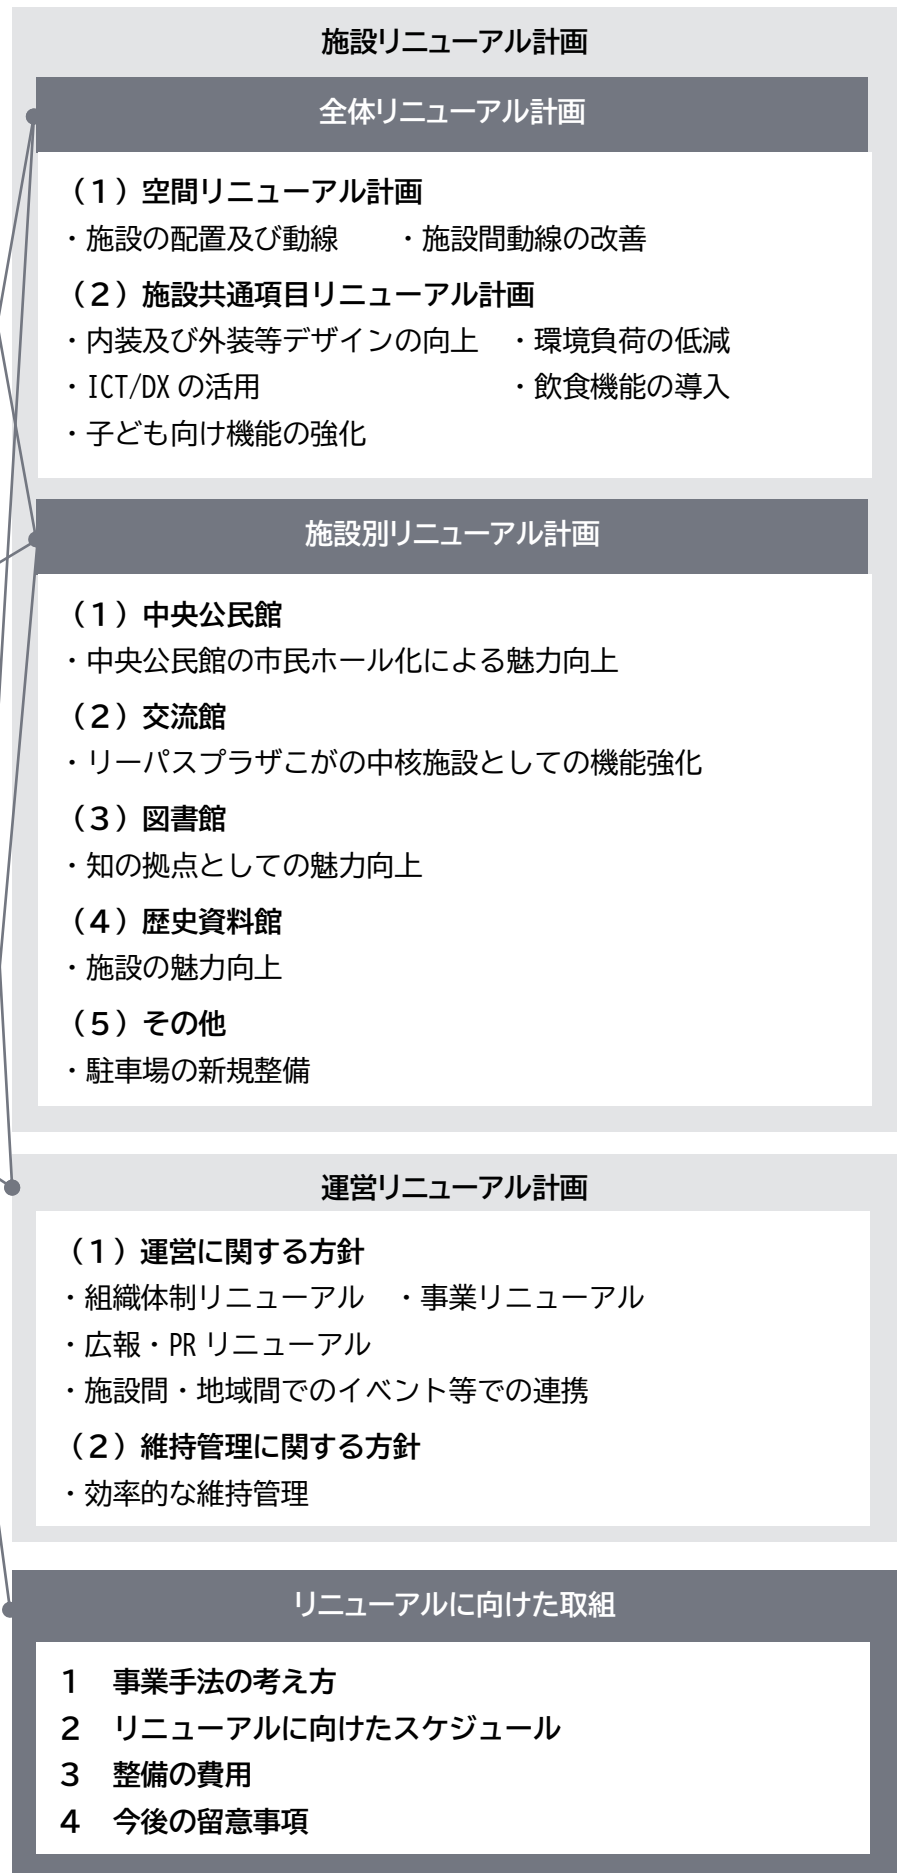 施設リニューアル計画
全体リニューアル計画
（１）空間リニューアル計画
・施設の配置及び動線　　・施設間動線の改善
（２）施設共通項目リニューアル計画
・内装及び外装等デザインの向上　・環境負荷の低減
・ICT/DX の活用　・飲食機能の導入
・子ども向け機能の強化
施設別リニューアル計画
（１）中央公民館
・中央公民館の市民ホール化による魅力向上
（２）交流館
・リーパスプラザこがの中核施設としての機能強化
（３）図書館
・知の拠点としての魅力向上
（４）歴史資料館
・施設の魅力向上
（５）その他
・駐車場の新規整備
運営リニューアル計画
（１）運営に関する方針
・組織体制リニューアル　・事業リニューアル
・広報・PR リニューアル
・施設間・地域間でのイベント等での連携
（２）維持管理に関する方針
・効率的な維持管理
リニューアルに向けた取組
１　事業手法の考え方
２　リニューアルに向けたスケジュール
３　整備の費用
４　今後の留意事項